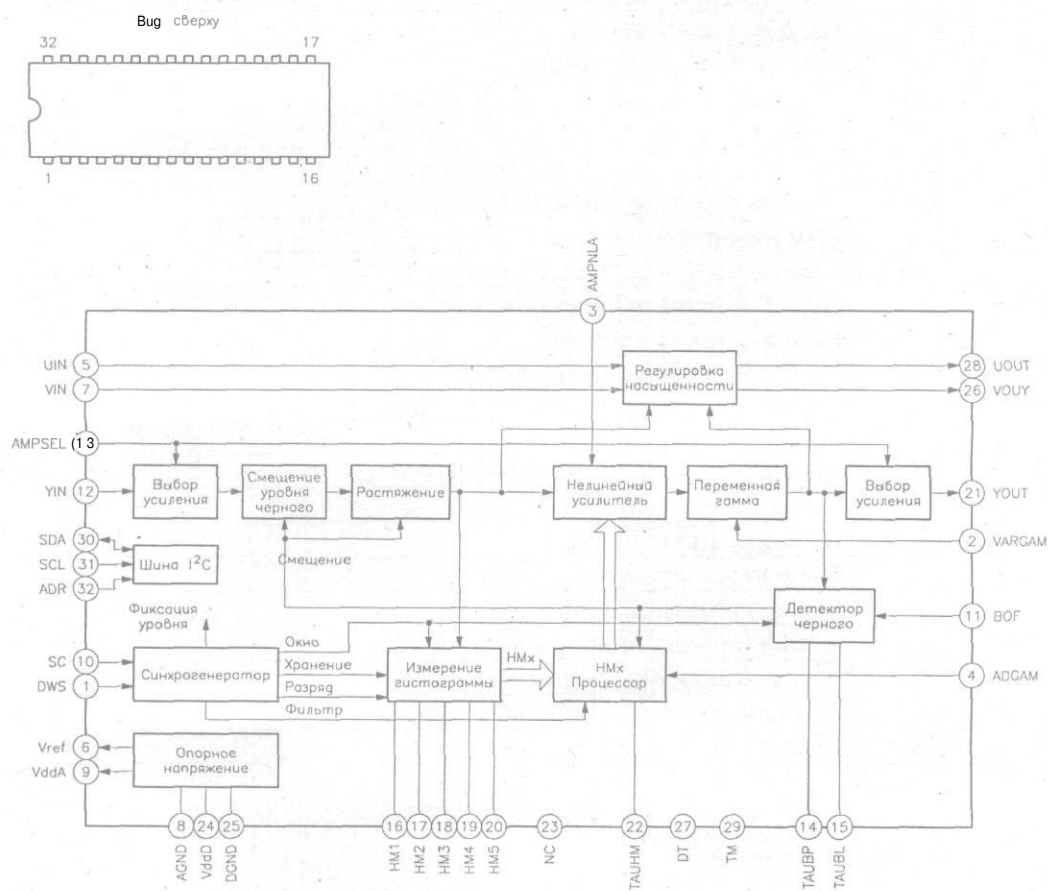 Bug сверху
32
17
1
16
AMPNLA
3
UIN 5
Регулировка
насыщенности
28 UOUT
VIN 7
26 VOUY
AMPSEL (13
YIN 12
Выбор
усиления
Смещение
уровня
черного
Растяжение
Нелинейный
усилитель
Переменная
гамма
Выбор
усиления
21 YOUT
SDA 30
2 VARGAM
SCL 31
Шина I²C
Смещение
ADR 32
Фиксация
уровня
Детектор
черного
11 BOF
Окно
SC 10
Синхрогенератор
Хранение
Измерение
гистограммы
HMx
HMx
Процессор
4 ADGAM
DWS 1
Разряд
Фильтр
Vref 6
Опорное
напряжение
VddA 9
8
24
25
16
17
18
19
20
23
22
27
29
14
15
AGND
VddD
DGND
HM1
HM2
HM3
HM4
HM5
NC
TAUHM
DT
TM
TAUBP
TAUBL